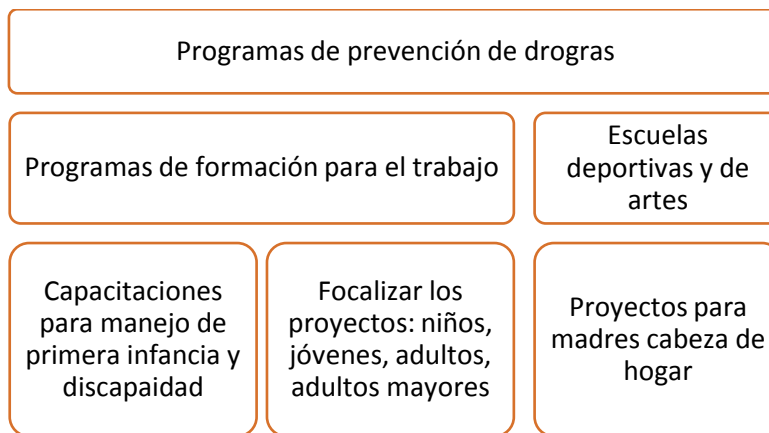 Programas de prevención de drogras
Programas de formación para el trabajo
Escuelas
deportivas y de
artes
Capacitaciones
para manejo de
primera infancia y
discapaidad
Focalizar los
proyectos: niños,
jóvenes, adultos,
adultos mayores
Proyectos para
madres cabeza de
hogar